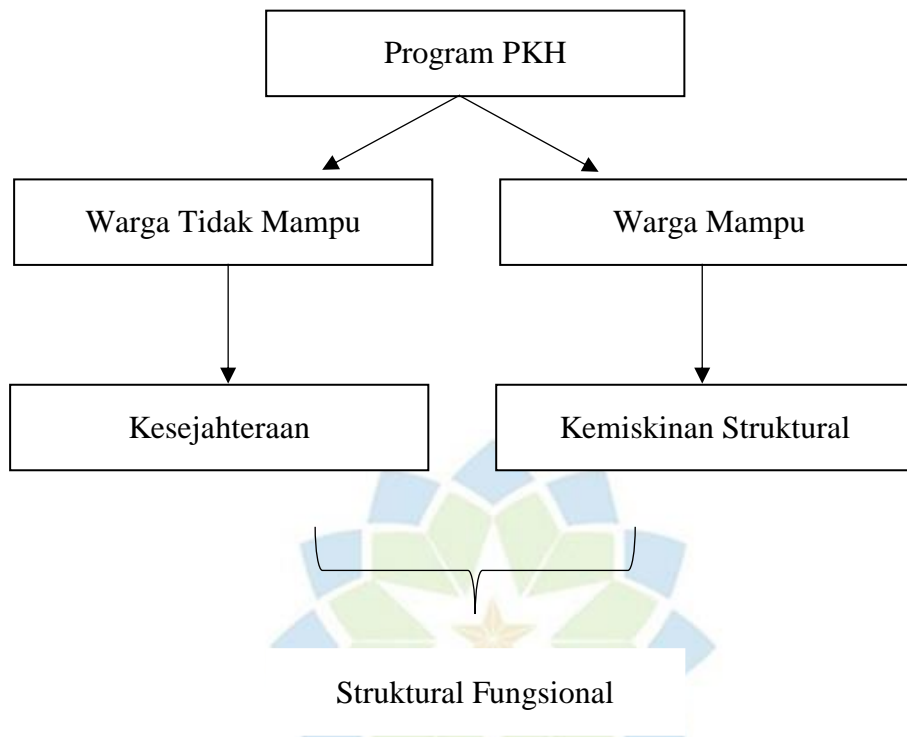 Program PKH
Warga Tidak Mampu
Warga Mampu
Kesejahteraan
Kemiskinan Struktural
Struktural Fungsional